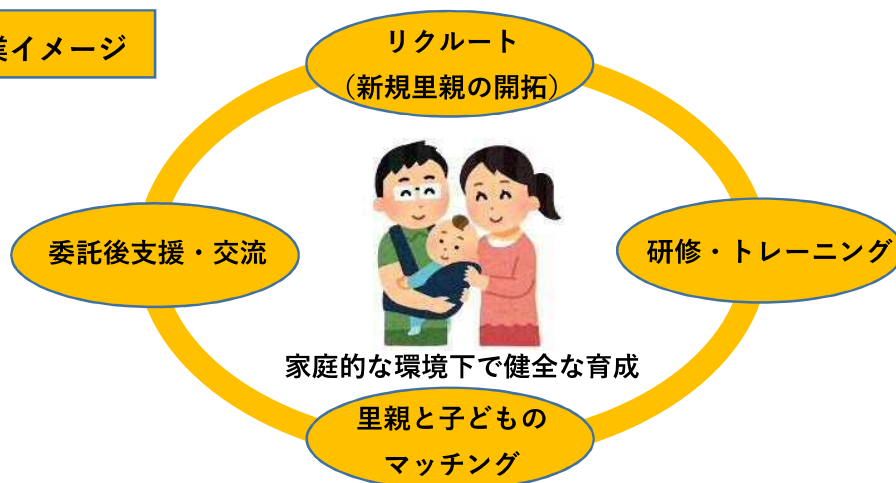 業イメージ
リクルート
（新規里親の開拓）
委託後支援・交流
研修・トレーニング
家庭的な環境下で健全な育成
里親と子どもの
マッチング